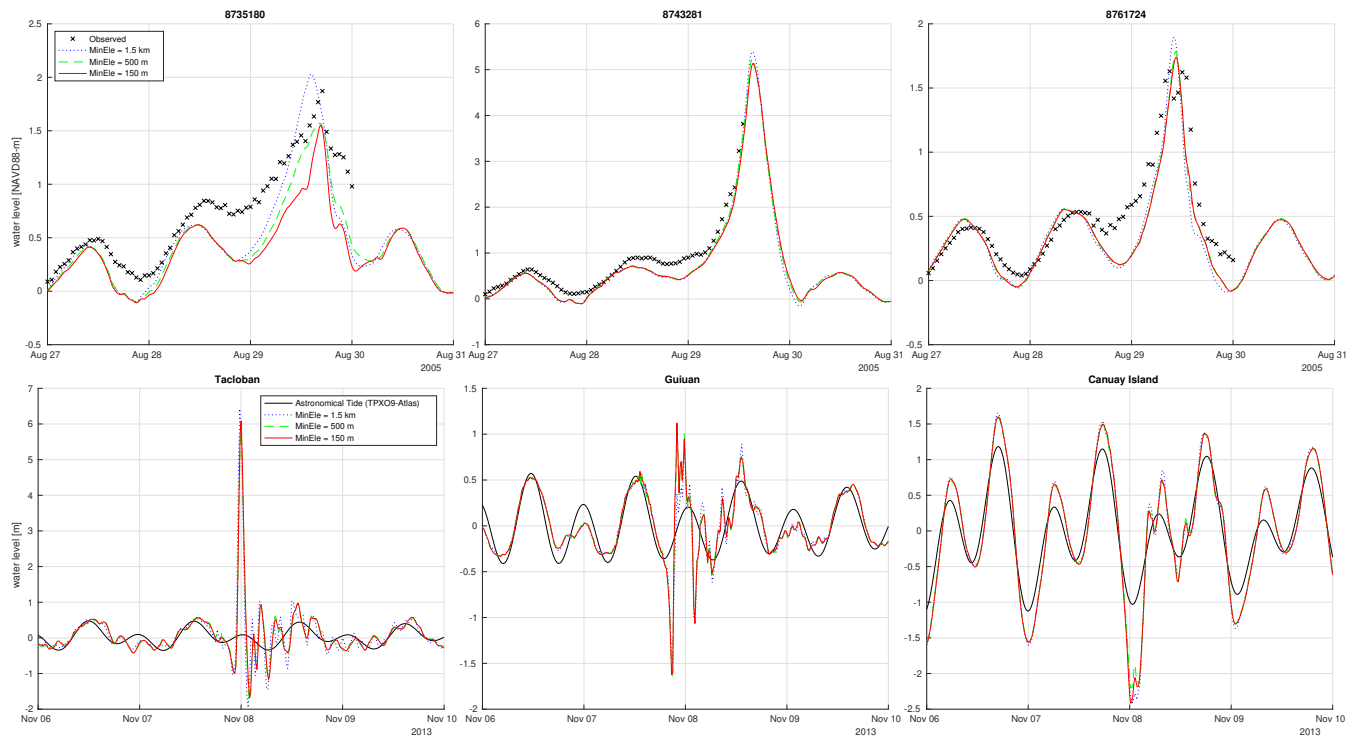 8735180
8743281
8761724
water level [NAVD88-m]
2.5
2
1.5
1
0.5
0
-0.5
Observed
MinEle = 1.5 km
MinEle = 500 m
MinEle = 150 m
Aug 27
Aug 28
Aug 29
Aug 30
Aug 31
2005
6
5
4
3
2
1
0
-1
Aug 27
Aug 28
Aug 29
Aug 30
Aug 31
2005
2
1.5
1
0.5
0
-0.5
Aug 27
Aug 28
Aug 29
Aug 30
Aug 31
2005
Tacloban
Guiuan
Canuay Island
water level [m]
7
6
5
4
3
2
1
0
-1
-2
Astronomical Tide (TPXO9-Atlas)
MinEle = 1.5 km
MinEle = 500 m
MinEle = 150 m
Nov 06
Nov 07
Nov 08
Nov 09
Nov 10
2013
1.5
1
0.5
0
-0.5
-1
-1.5
-2
Nov 06
Nov 07
Nov 08
Nov 09
Nov 10
2013
2
1.5
1
0.5
0
-0.5
-1
-1.5
-2
-2.5
Nov 06
Nov 07
Nov 08
Nov 09
Nov 10
2013